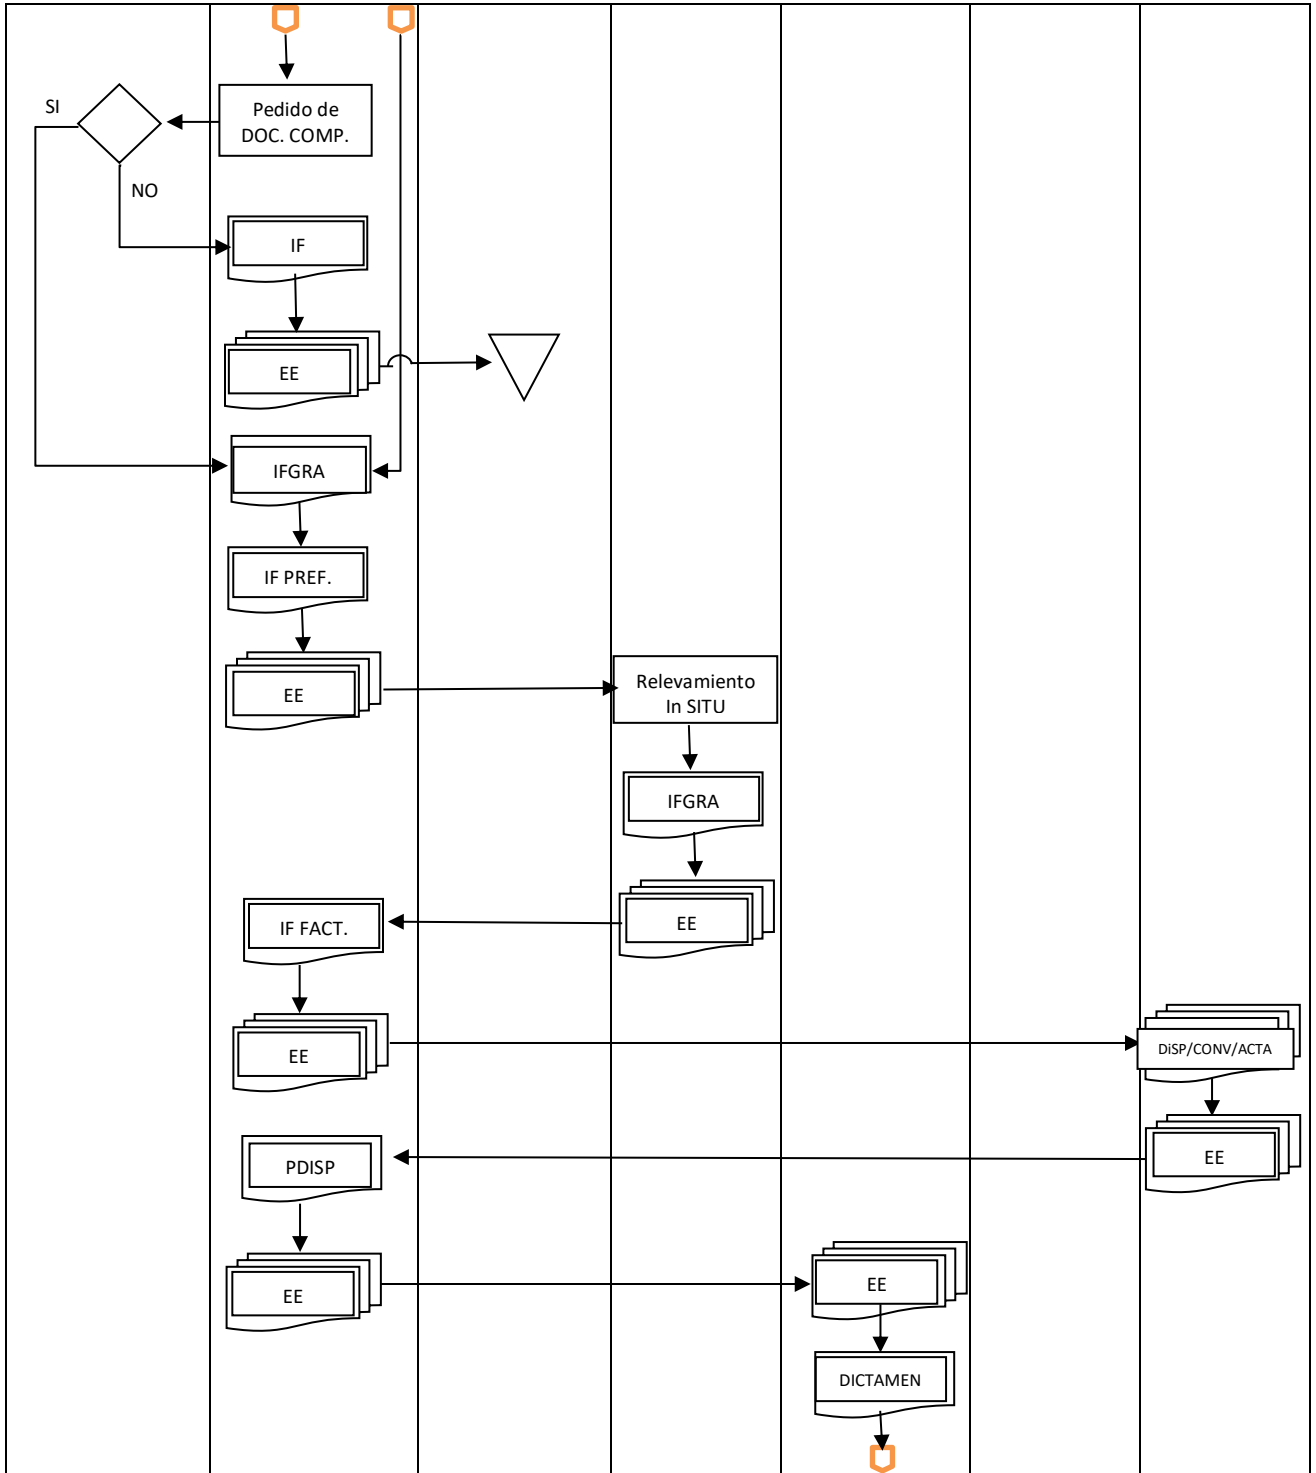 SI
Pedido de
DOC. COMP.
NO
IF
EE
IFGRA
IF PREF.
EE
Relevamiento
In SITU
IFGRA
EE
IF FACT.
EE
DiSP/CONV/ACTA
PDISP
EE
EE
EE
DICTAMEN